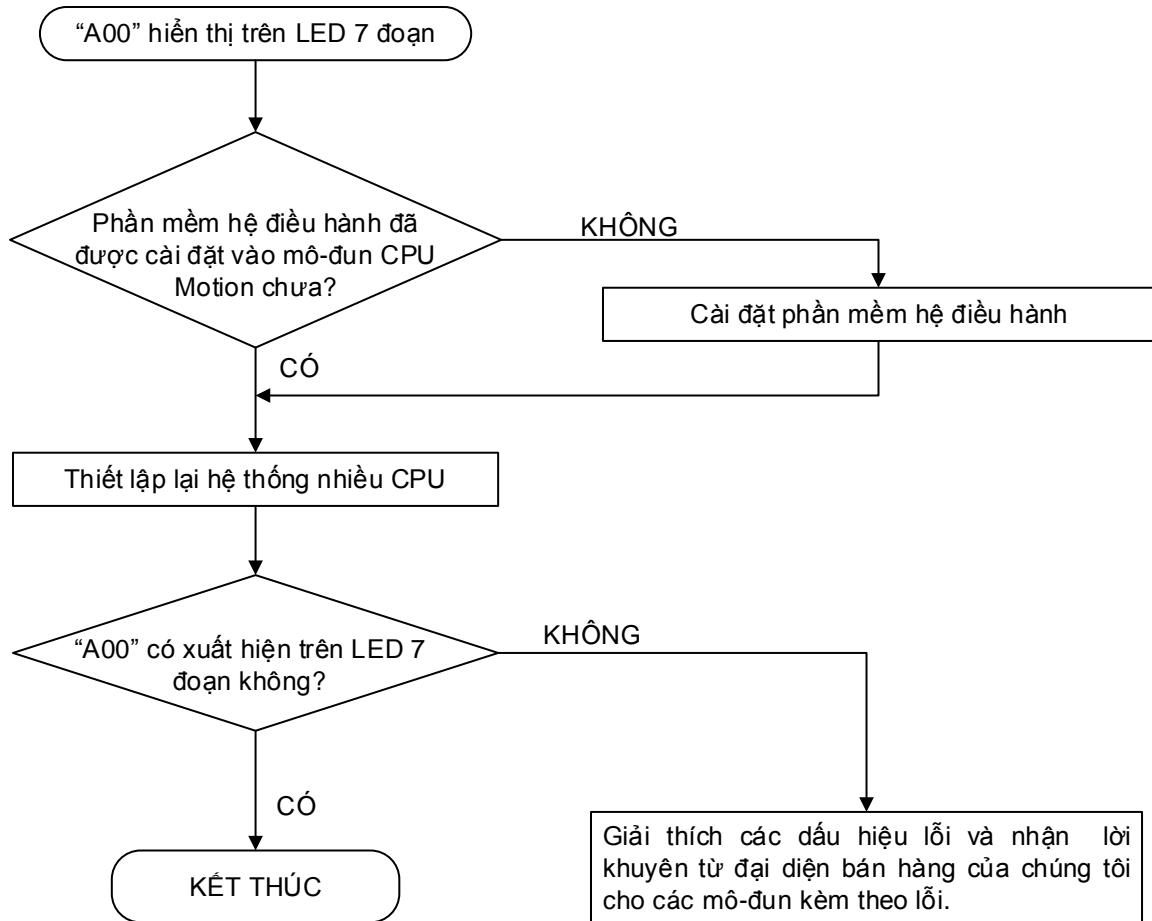 “A00” hiển thị trên LED 7 đoạn
Phần mềm hệ điều hành đã
được cài đặt vào mô-đun CPU
Motion chưa?
KHÔNG
Cài đặt phần mềm hệ điều hành
CÓ
Thiết lập lại hệ thống nhiều CPU
“A00” có xuất hiện trên LED 7
đoạn không?
KHÔNG
CÓ
Giải thích các dấu hiệu lỗi và nhận lời
khuyên từ đại diện bán hàng của chúng tôi
cho các mô-đun kèm theo lỗi.
KẾT THÚC